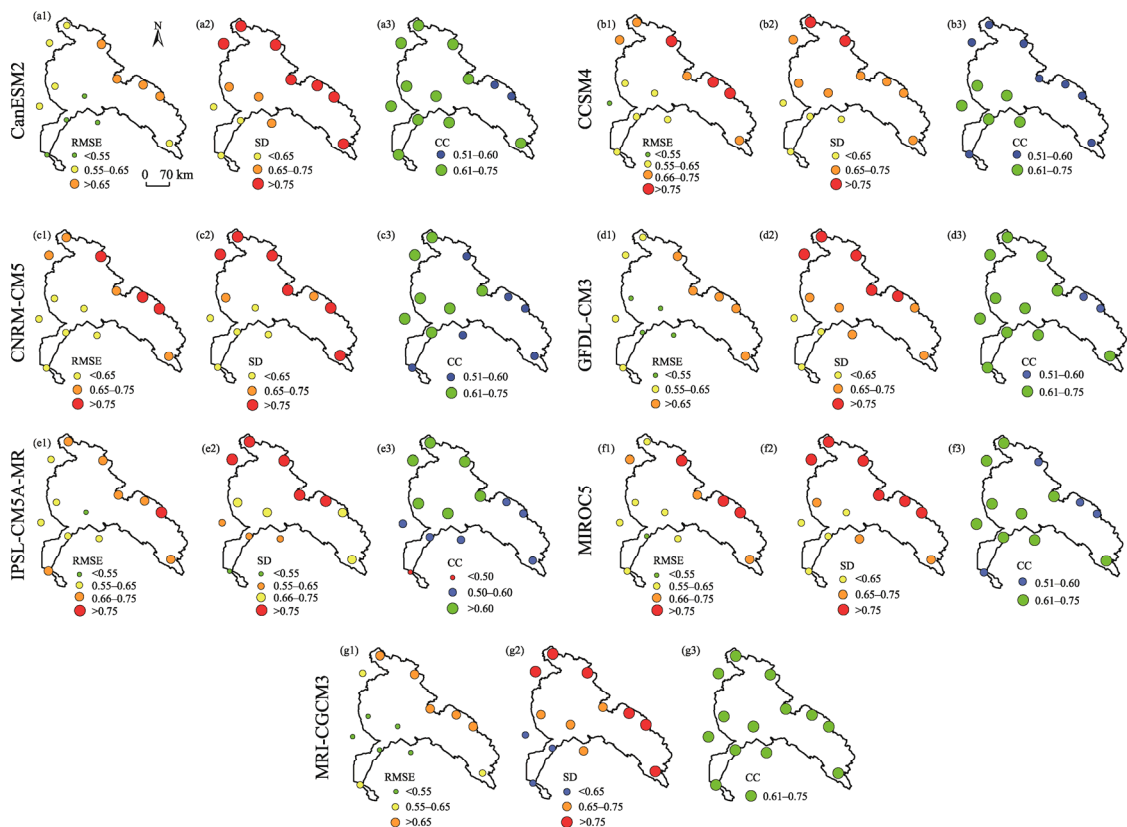 (a1)
N
(a2)
(a3)
(b1)
(b2)
(b3)
CanESM2
CCSM4
RMSE
<0.55
0.55–0.65
>0.65
0 70 km
SD
<0.65
0.65–0.75
>0.75
CC
0.51–0.60
0.61–0.75
RMSE
<0.55
0.55–0.65
0.66–0.75
>0.75
SD
<0.65
0.65–0.75
>0.75
CC
0.51–0.60
0.61–0.75
(c1)
(c2)
(c3)
(d1)
(d2)
(d3)
CNRM-CM5
GFDL-CM3
RMSE
<0.65
0.65–0.75
>0.75
SD
<0.65
0.65–0.75
>0.75
CC
0.51–0.60
0.61–0.75
RMSE
<0.55
0.55–0.65
>0.65
SD
<0.65
0.65–0.75
>0.75
CC
0.51–0.60
0.61–0.75
(e1)
(e2)
(e3)
(f1)
(f2)
(f3)
IPSL-CM5A-MR
MIROC5
RMSE
<0.55
0.55–0.65
0.66–0.75
>0.75
SD
<0.55
0.55–0.65
0.66–0.75
>0.75
CC
<0.50
0.50–0.60
>0.60
RMSE
<0.55
0.55–0.65
0.66–0.75
>0.75
SD
<0.65
0.65–0.75
>0.75
CC
0.51–0.60
0.61–0.75
(g1)
(g2)
(g3)
MRI-CGCM3
RMSE
<0.55
0.55–0.65
>0.65
SD
<0.65
0.65–0.75
>0.75
CC
0.61–0.75